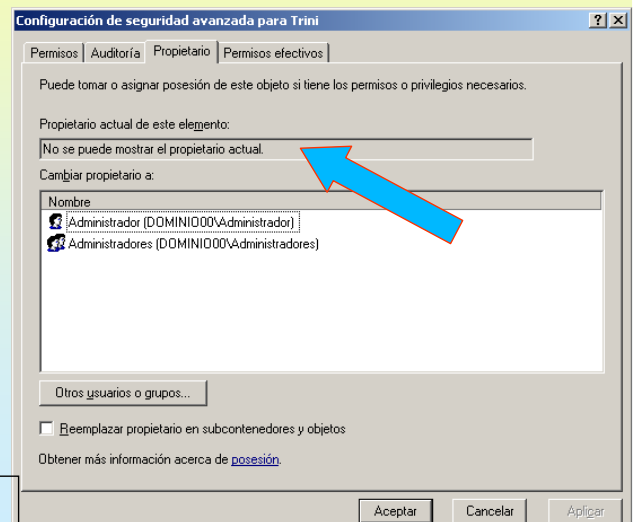 Configuración de seguridad avanzada para Trini
Permisos Auditoría Propietario Permisos efectivos
Puede tomar o asignar posesión de este objeto si tiene los permisos o privilegios necesarios.
Propietario actual de este elemento:
No se puede mostrar el propietario actual.
Cambiar propietario a:
Nombre
Administrador (DOMINIO00\Administrador)
Administradores (DOMINIO00\Administradores)
Otros usuarios o grupos...
Reemplazar propietario en subcontenedores y objetos
Obtener más información acerca de posesión.
Aceptar Cancelar Aplicar